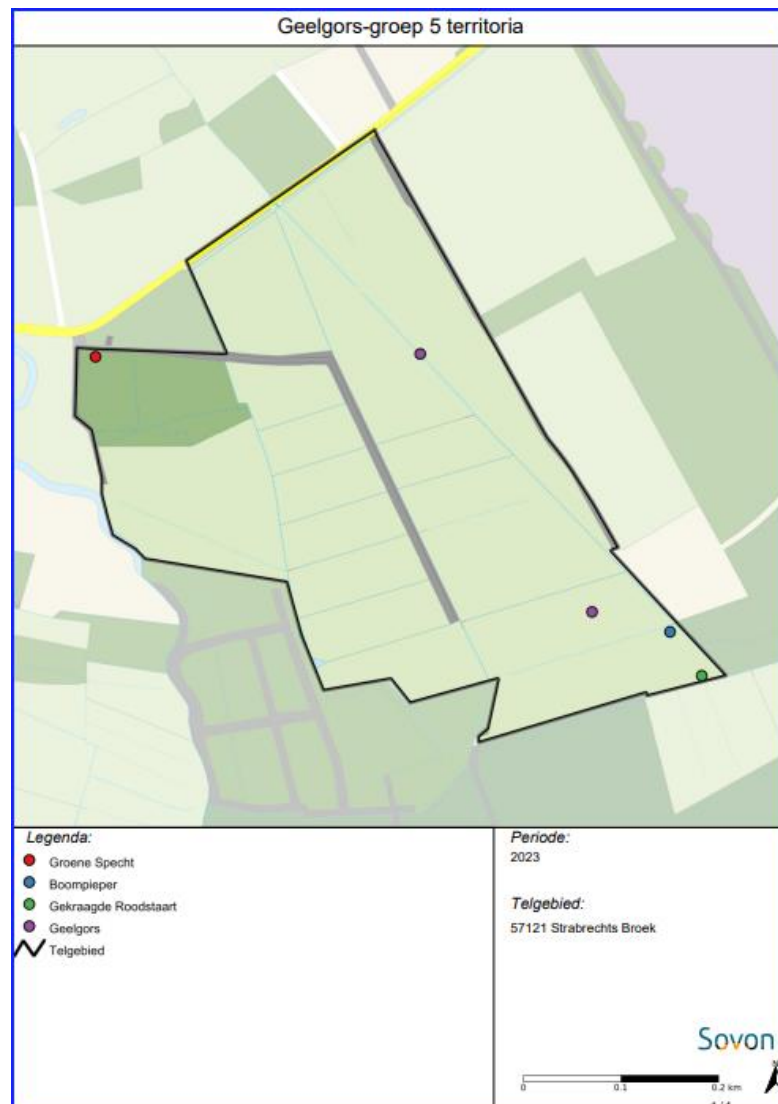 Geelgors-groep 5 territoria
Legenda:
Groene Specht
Boompieper
Gekraagde Roodstaart
Geelgors
Telgebied
Periode:
2023
Telgebied:
57121 Strabrechts Broek
Sovon
0 0.1 0.2 km